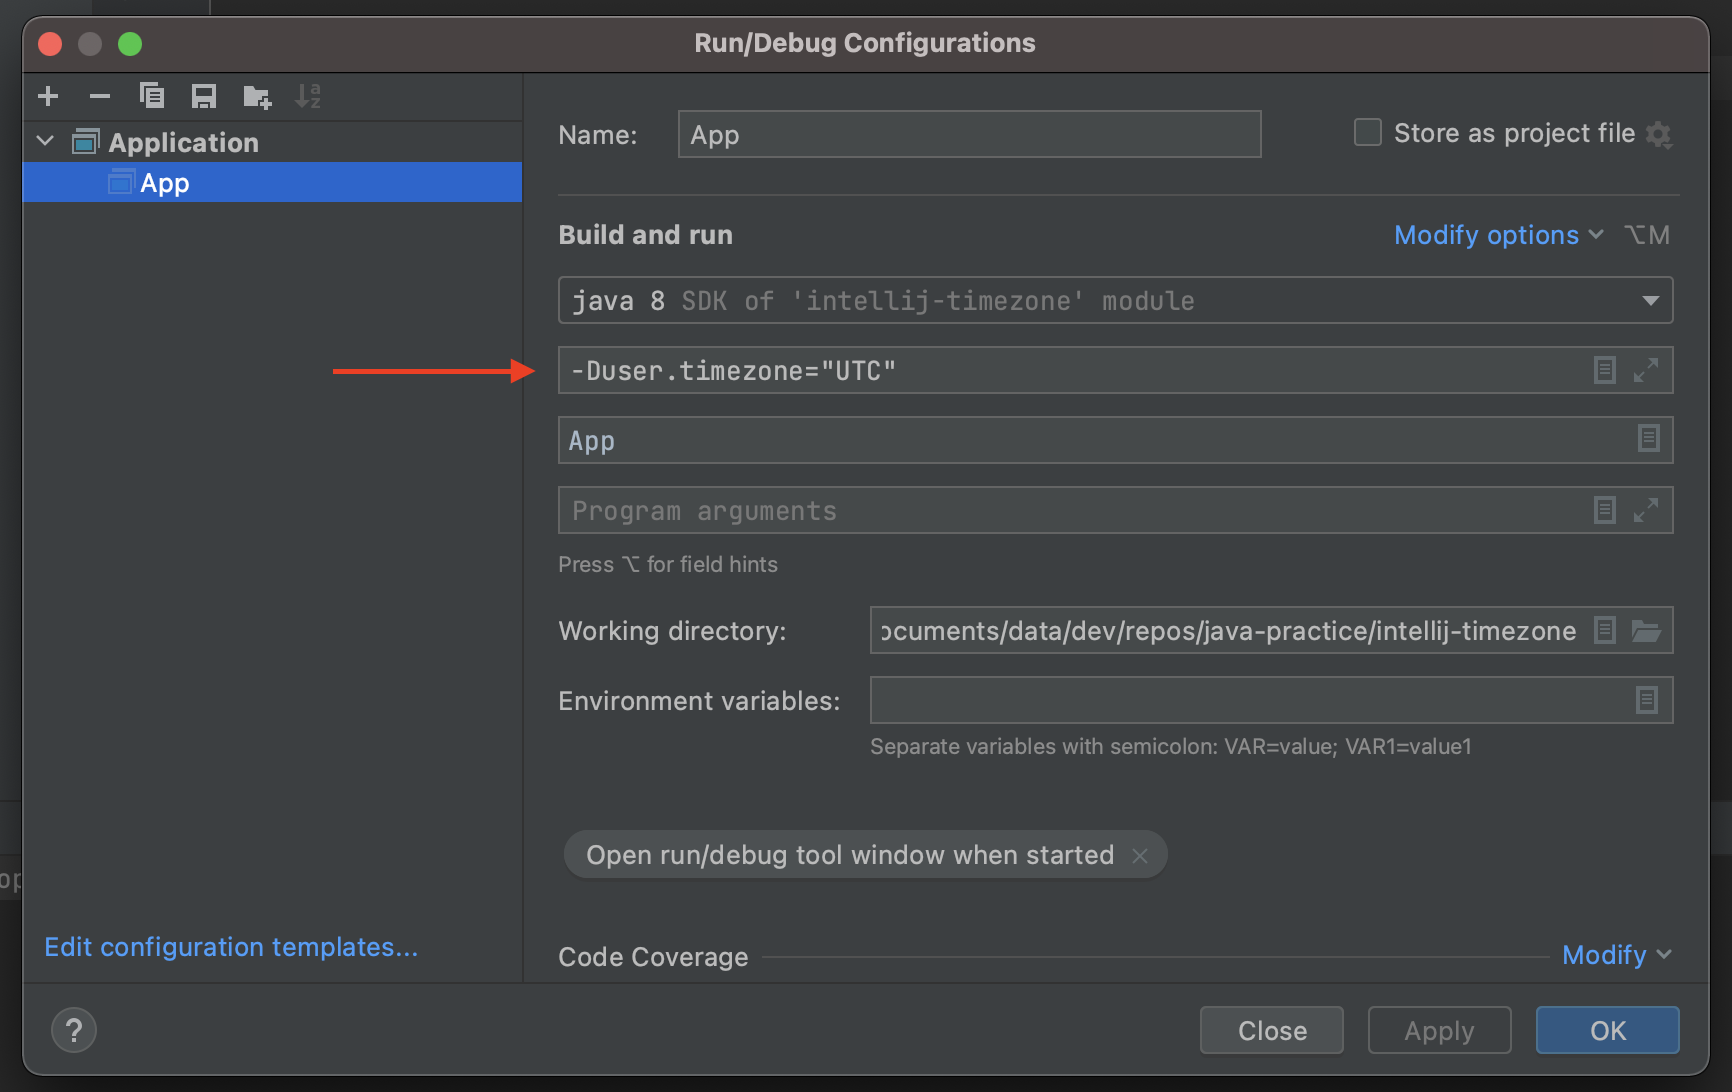 Run/Debug Configurations
Application
App
Edit configuration templates...
Name:
App
Store as project file
Build and run
Modify options
⌥M
java 8 SDK of 'intellij-timezone' module
-Duser.timezone="UTC"
App
Program arguments
Press ⌥ for field hints
Working directory:
ocuments/data/dev/repos/java-practice/intellij-timezone
Environment variables:
Separate variables with semicolon: VAR=value; VAR1=value1
Open run/debug tool window when started
Code Coverage
Modify
?
Close
Apply
OK